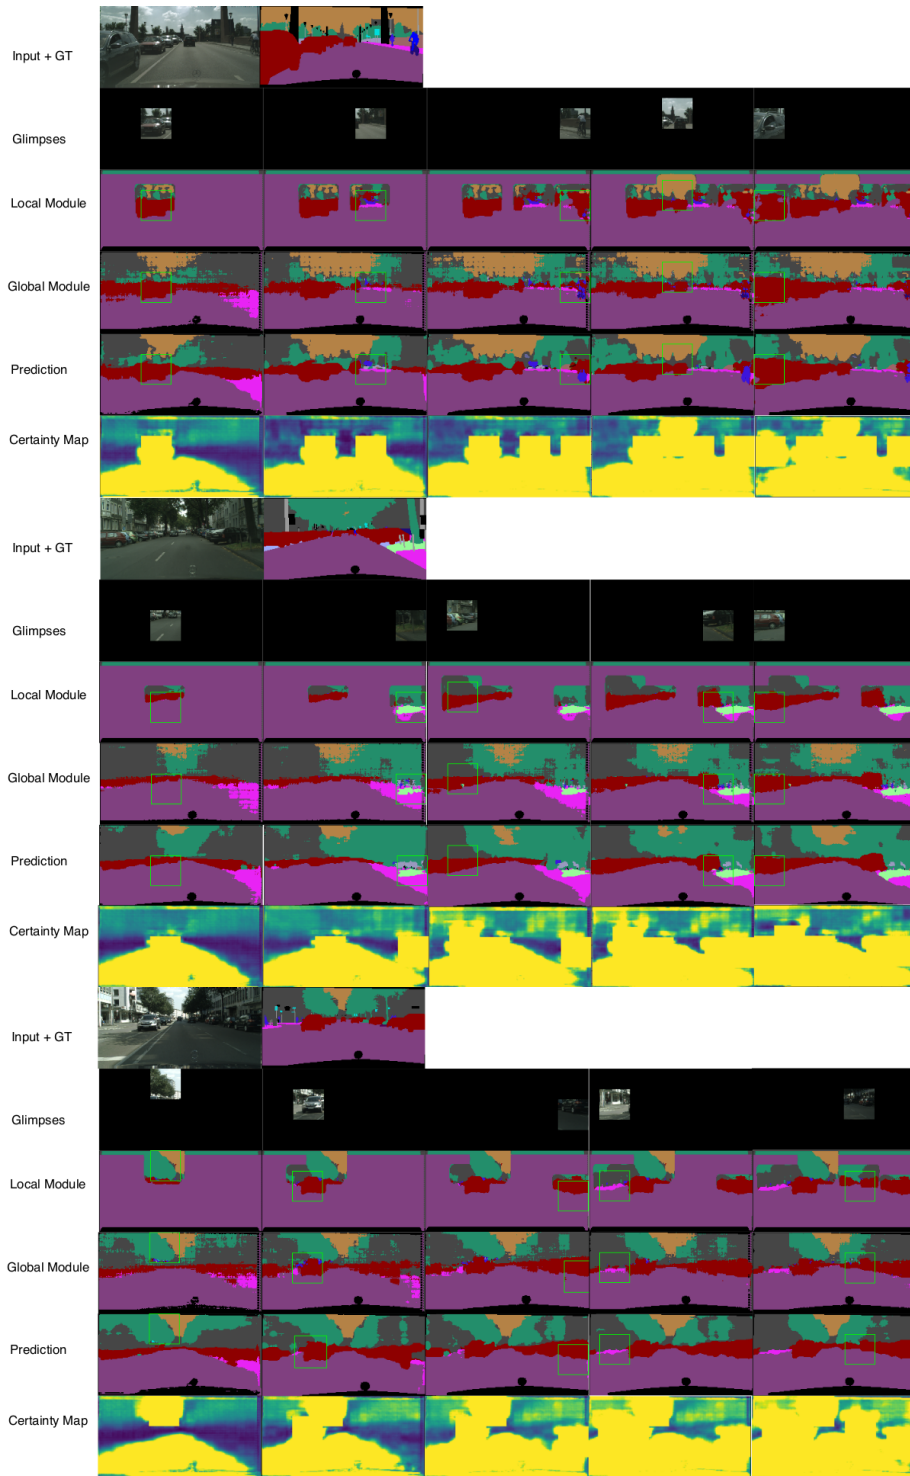 Input + GT
Glimpses
Local Module
Global Module
Prediction
Certainty Map
Input + GT
Glimpses
Local Module
Global Module
Prediction
Certainty Map
Input + GT
Glimpses
Local Module
Global Module
Prediction
Certainty Map